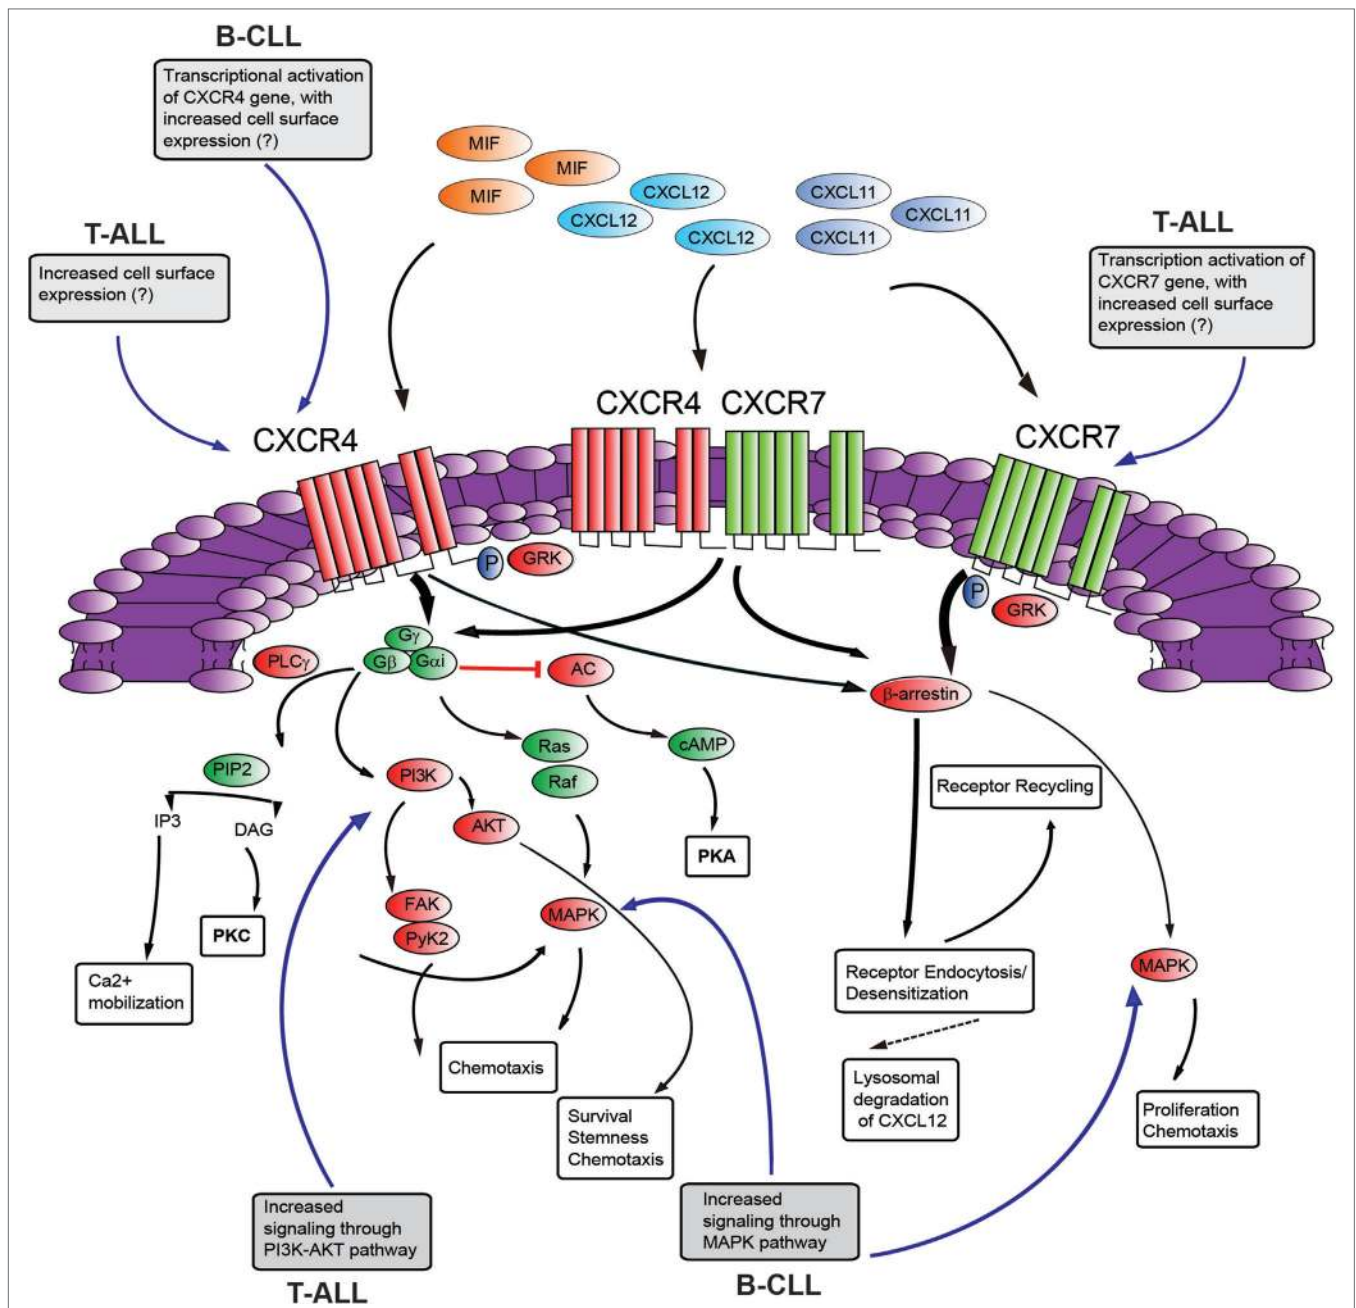 B-CLL
Transcriptional activation
of CXCR4 gene, with
increased cell surface
expression (?)
T-ALL
Increased cell surface
expression (?)
MIF
MIF
MIF
CXCL12
CXCL12
CXCL12
CXCL11
CXCL11
CXCL11
T-ALL
Transcription activation of
CXCR7 gene, with
increased cell surface
expression (?)
CXCR4
CXCR4
CXCR7
CXCR7
P
GRK
P
GRK
Gγ
Gβ
Gαi
PLCγ
AC
β-arrestin
PIP2
IP3
DAG
PI3K
AKT
Ras
Raf
cAMP
PKA
Receptor Recycling
FAK
PyK2
MAPK
PKC
Ca2+
mobilization
Receptor Endocytosis/
Desensitization
MAPK
Chemotaxis
Survival
Stemness
Chemotaxis
Lysosomal
degradation
of CXCL12
Proliferation
Chemotaxis
Increased
signaling through
PI3K-AKT pathway
T-ALL
Increased
signaling through
MAPK pathway
B-CLL